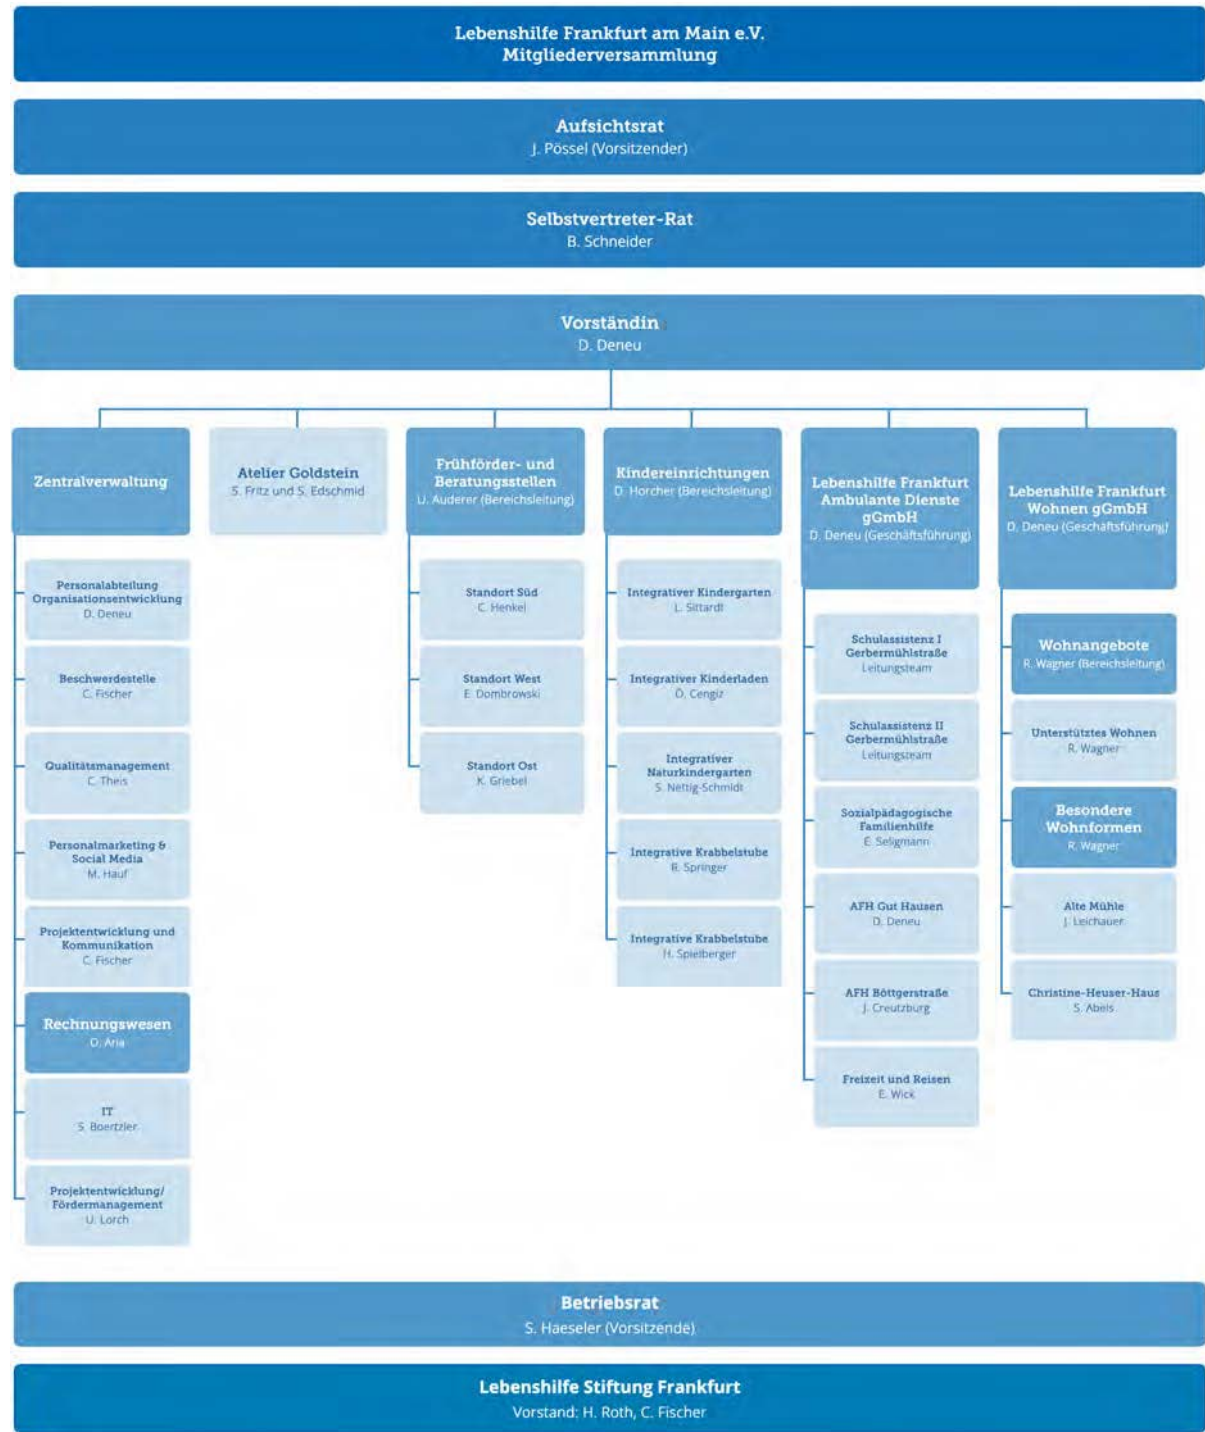 Lebenshilfe Frankfurt am Main e.V.
Mitgliederversammlung
Aufsichtsrat
J. Pössel (Vorsitzender)
Selbstvertreter-Rat
B. Schneider
Vorständin
D. Deneu
Zentralverwaltung
Personalabteilung
Organisationsentwicklung
D. Deneu
Beschwerdestelle
C. Fischer
Qualitätsmanagement
C. Theis
Personalmarketing &
Social Media
M. Hauf
Projektentwicklung und
Kommunikation
C. Fischer
Rechnungswesen
D. Aria
IT
S. Boertzler
Projektentwicklung/
Fördermanagement
U. Lorch
Atelier Goldstein
S. Fritz und S. Edschmid
Frühförder- und
Beratungsstellen
U. Auderer (Bereichsleitung)
Standort Süd
C. Henkel
Standort West
E. Dombrowski
Standort Ost
K. Griebel
Kindereinrichtungen
D. Horcher (Bereichsleitung)
Integrativer Kindergarten
L. Sittardt
Integrativer Kinderladen
Ö. Cengiz
Integrativer
Naturkindergarten
S. Nettig-Schmidt
Integrative Krabbelstube
R. Springer
Integrative Krabbelstube
H. Spielberger
Lebenshilfe Frankfurt
Ambulante Dienste
gGmbH
D. Deneu (Geschäftsführung)
Schulassistenz I
Gerbermühlstraße
Leitungsteam
Schulassistenz II
Gerbermühlstraße
Leitungsteam
Sozialpädagogische
Familienhilfe
E. Seligmann
AFH Gut Hausen
D. Deneu
AFH Böttgerstraße
J. Creutzburg
Freizeit und Reisen
E. Wick
Lebenshilfe Frankfurt
Wohnen gGmbH
D. Deneu (Geschäftsführung)
Wohnangebote
R. Wagner (Bereichsleitung)
Unterstütztes Wohnen
R. Wagner
Besondere
Wohnformen
R. Wagner
Alte Mühle
J. Leichauer
Christine-Heuser-Haus
S. Abels
Betriebsrat
S. Haeseler (Vorsitzende)
Lebenshilfe Stiftung Frankfurt
Vorstand: H. Roth, C. Fischer